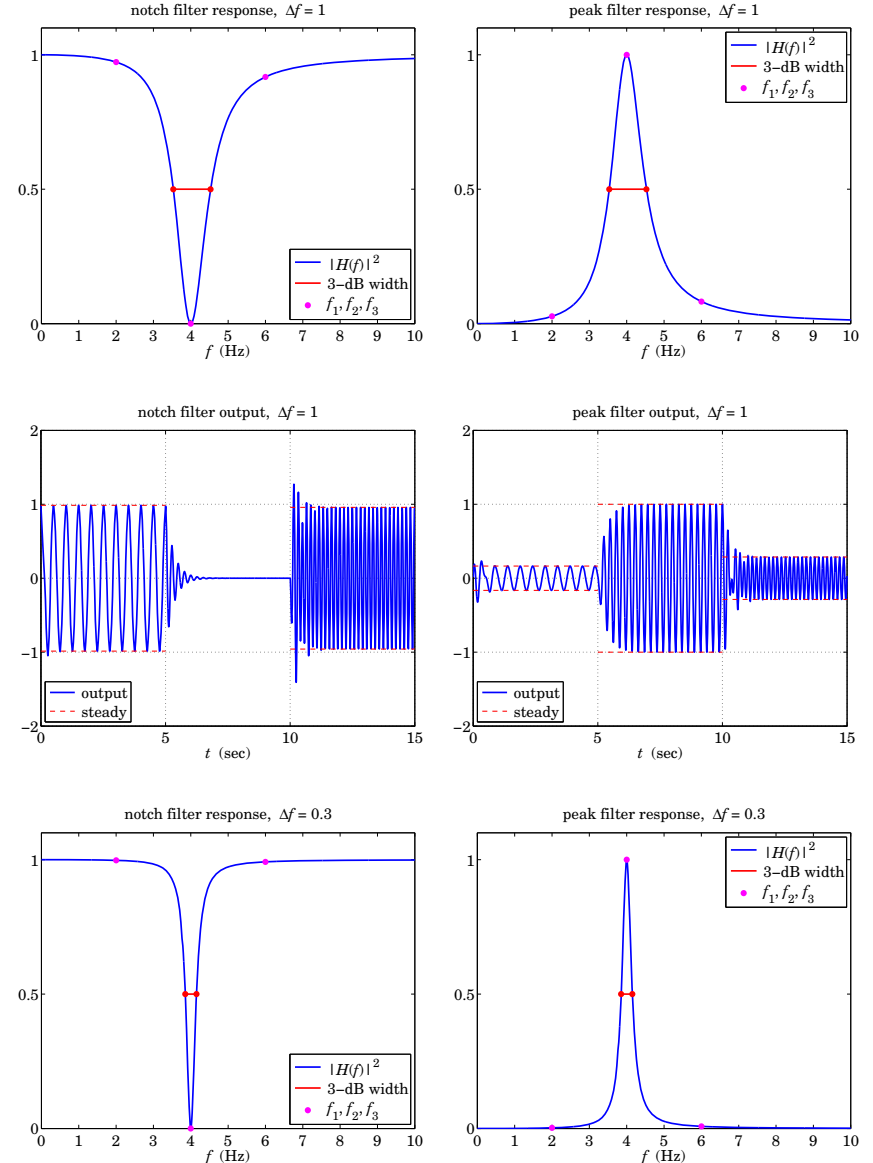 notch filter response, Δf = 1
1
0.5
0
0 1 2 3 4 5 6 7 8 9 10
f (Hz)
|H(f)|²
3−dB width
f₁, f₂, f₃
peak filter response, Δf = 1
1
0.5
0
0 1 2 3 4 5 6 7 8 9 10
f (Hz)
|H(f)|²
3−dB width
f₁, f₂, f₃
notch filter output, Δf = 1
2
1
0
−1
−2
0 5 10 15
t (sec)
output
steady
peak filter output, Δf = 1
2
1
0
−1
−2
0 5 10 15
t (sec)
output
steady
notch filter response, Δf = 0.3
1
0.5
0
0 1 2 3 4 5 6 7 8 9 10
f (Hz)
|H(f)|²
3−dB width
f₁, f₂, f₃
peak filter response, Δf = 0.3
1
0.5
0
0 1 2 3 4 5 6 7 8 9 10
f (Hz)
|H(f)|²
3−dB width
f₁, f₂, f₃